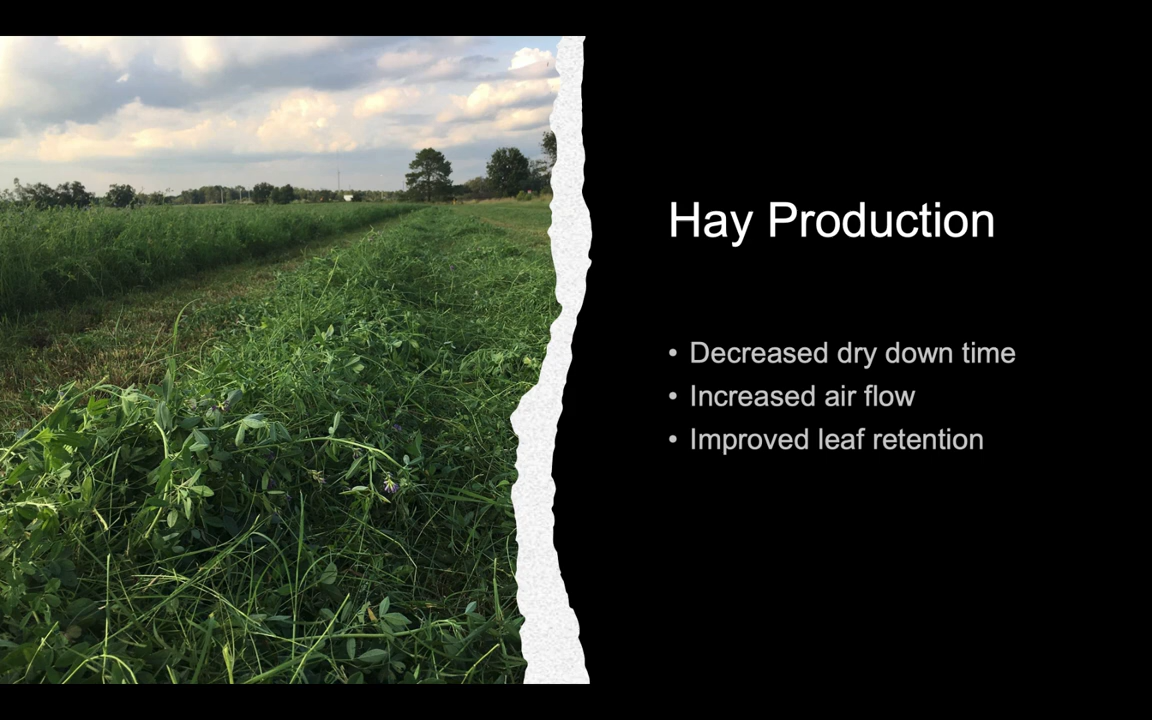 Hay Production
• Decreased dry down time
• Increased air flow
• Improved leaf retention